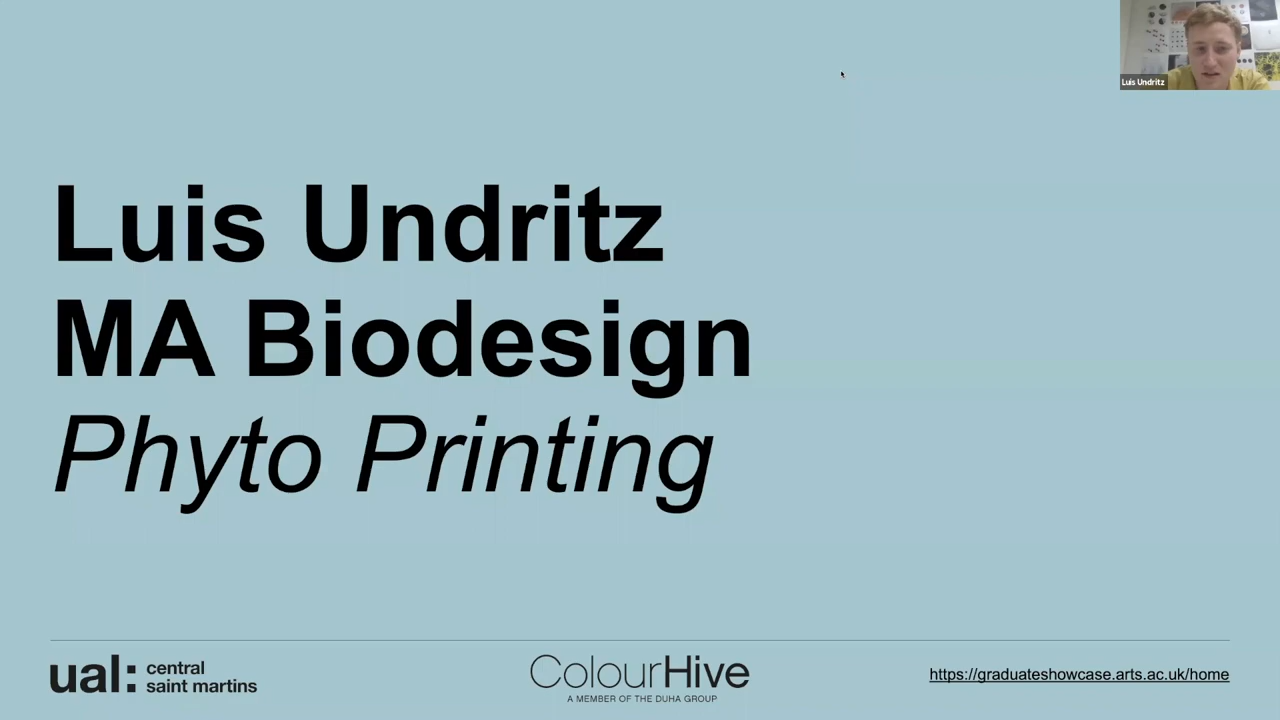 Luis Undritz
Luis Undritz
MA Biodesign
Phyto Printing
ual: central
saint martins
ColourHive
A MEMBER OF THE DUHA GROUP
https://graduateshowcase.arts.ac.uk/home